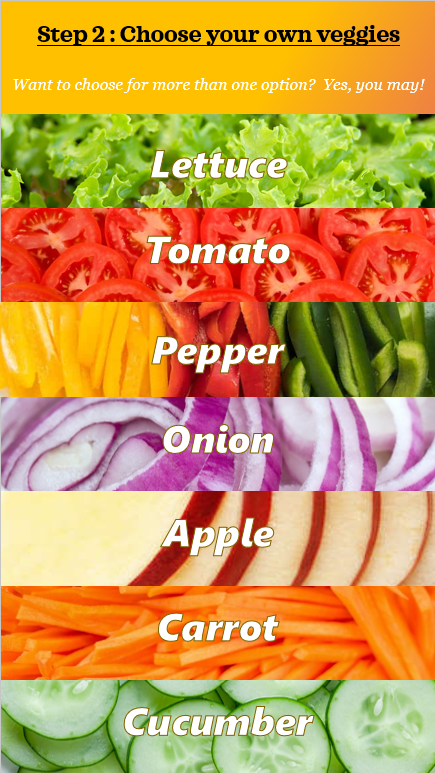 Step 2 : Choose your own veggies
Want to choose for more than one option? Yes, you may!
Lettuce
Tomato
Pepper
Onion
Apple
Carrot
Cucumber